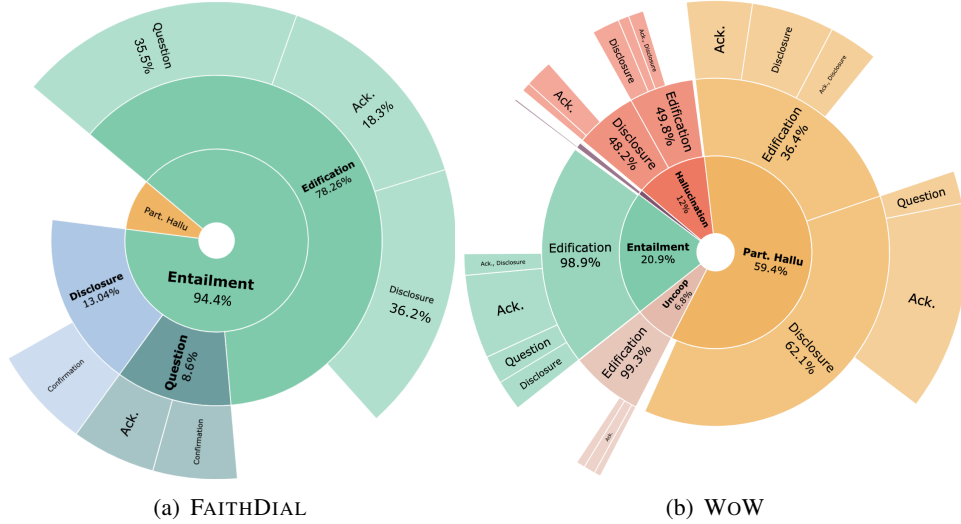 Question
35.5%
Ack.
18.3%
Edification
78.26%
Disclosure
36.2%
Part. Hallu
Entailment
94.4%
Disclosure
13.04%
Question
8.6%
Confirmation
Ack.
Confirmation
(a) FAITHDIAL
Ack.
Disclosure
Ack., Disclosure
Edification
36.4%
Disclosure
Ack., Disclosure
Edification
49.8%
Ack.
Disclosure
48.2%
Hallucination
12%
Question
Ack.
Part. Hallu
59.4%
Disclosure
62.1%
Entailment
20.9%
Edification
98.9%
Ack., Disclosure
Ack.
Question
Disclosure
Uncoop
6.8%
Edification
99.3%
Ack.
(b) WOW